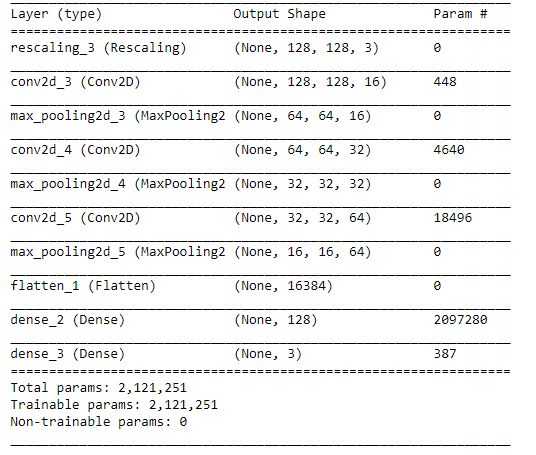 Layer (type) Output Shape Param #
=================================================================
rescaling_3 (Rescaling) (None, 128, 128, 3) 0
conv2d_3 (Conv2D) (None, 128, 128, 16) 448
max_pooling2d_3 (MaxPooling2 (None, 64, 64, 16) 0
conv2d_4 (Conv2D) (None, 64, 64, 32) 4640
max_pooling2d_4 (MaxPooling2 (None, 32, 32, 32) 0
conv2d_5 (Conv2D) (None, 32, 32, 64) 18496
max_pooling2d_5 (MaxPooling2 (None, 16, 16, 64) 0
flatten_1 (Flatten) (None, 16384) 0
dense_2 (Dense) (None, 128) 2097280
dense_3 (Dense) (None, 3) 387
=================================================================
Total params: 2,121,251
Trainable params: 2,121,251
Non-trainable params: 0